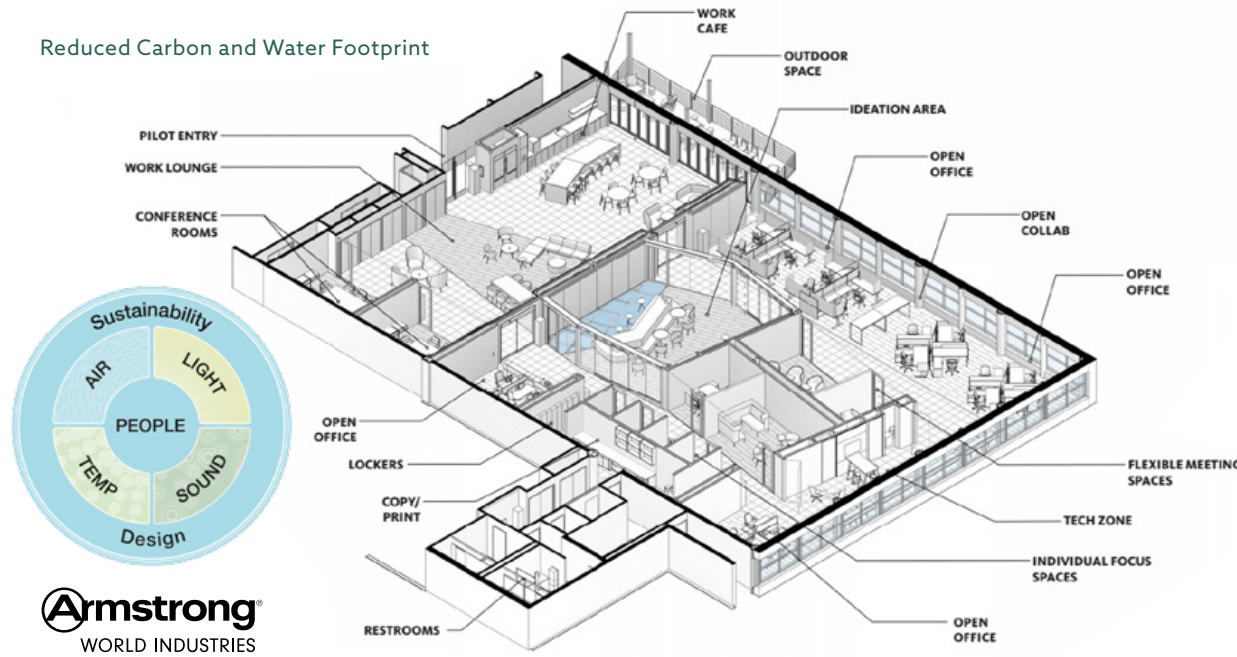 Reduced Carbon and Water Footprint
WORK
CAFE
OUTDOOR
SPACE
IDEATION AREA
PILOT ENTRY
WORK LOUNGE
OPEN
OFFICE
CONFERENCE
ROOMS
OPEN
COLLAB
OPEN
OFFICE
Sustainability
AIR
LIGHT
PEOPLE
TEMP
SOUND
Design
OPEN
OFFICE
LOCKERS
COPY/
PRINT
FLEXIBLE MEETING
SPACES
TECH ZONE
INDIVIDUAL FOCUS
SPACES
RESTROOMS
OPEN
OFFICE
Armstrong®
WORLD INDUSTRIES